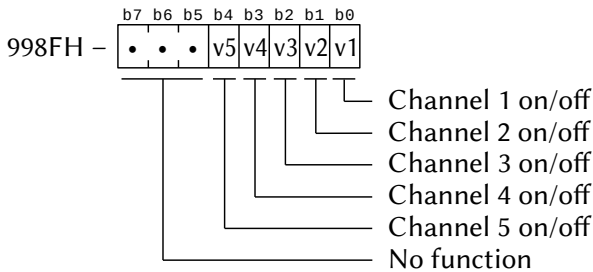 b7 b6 b5 b4 b3 b2 b1 b0
998FH – • • • v5 v4 v3 v2 v1
Channel 1 on/off
Channel 2 on/off
Channel 3 on/off
Channel 4 on/off
Channel 5 on/off
No function